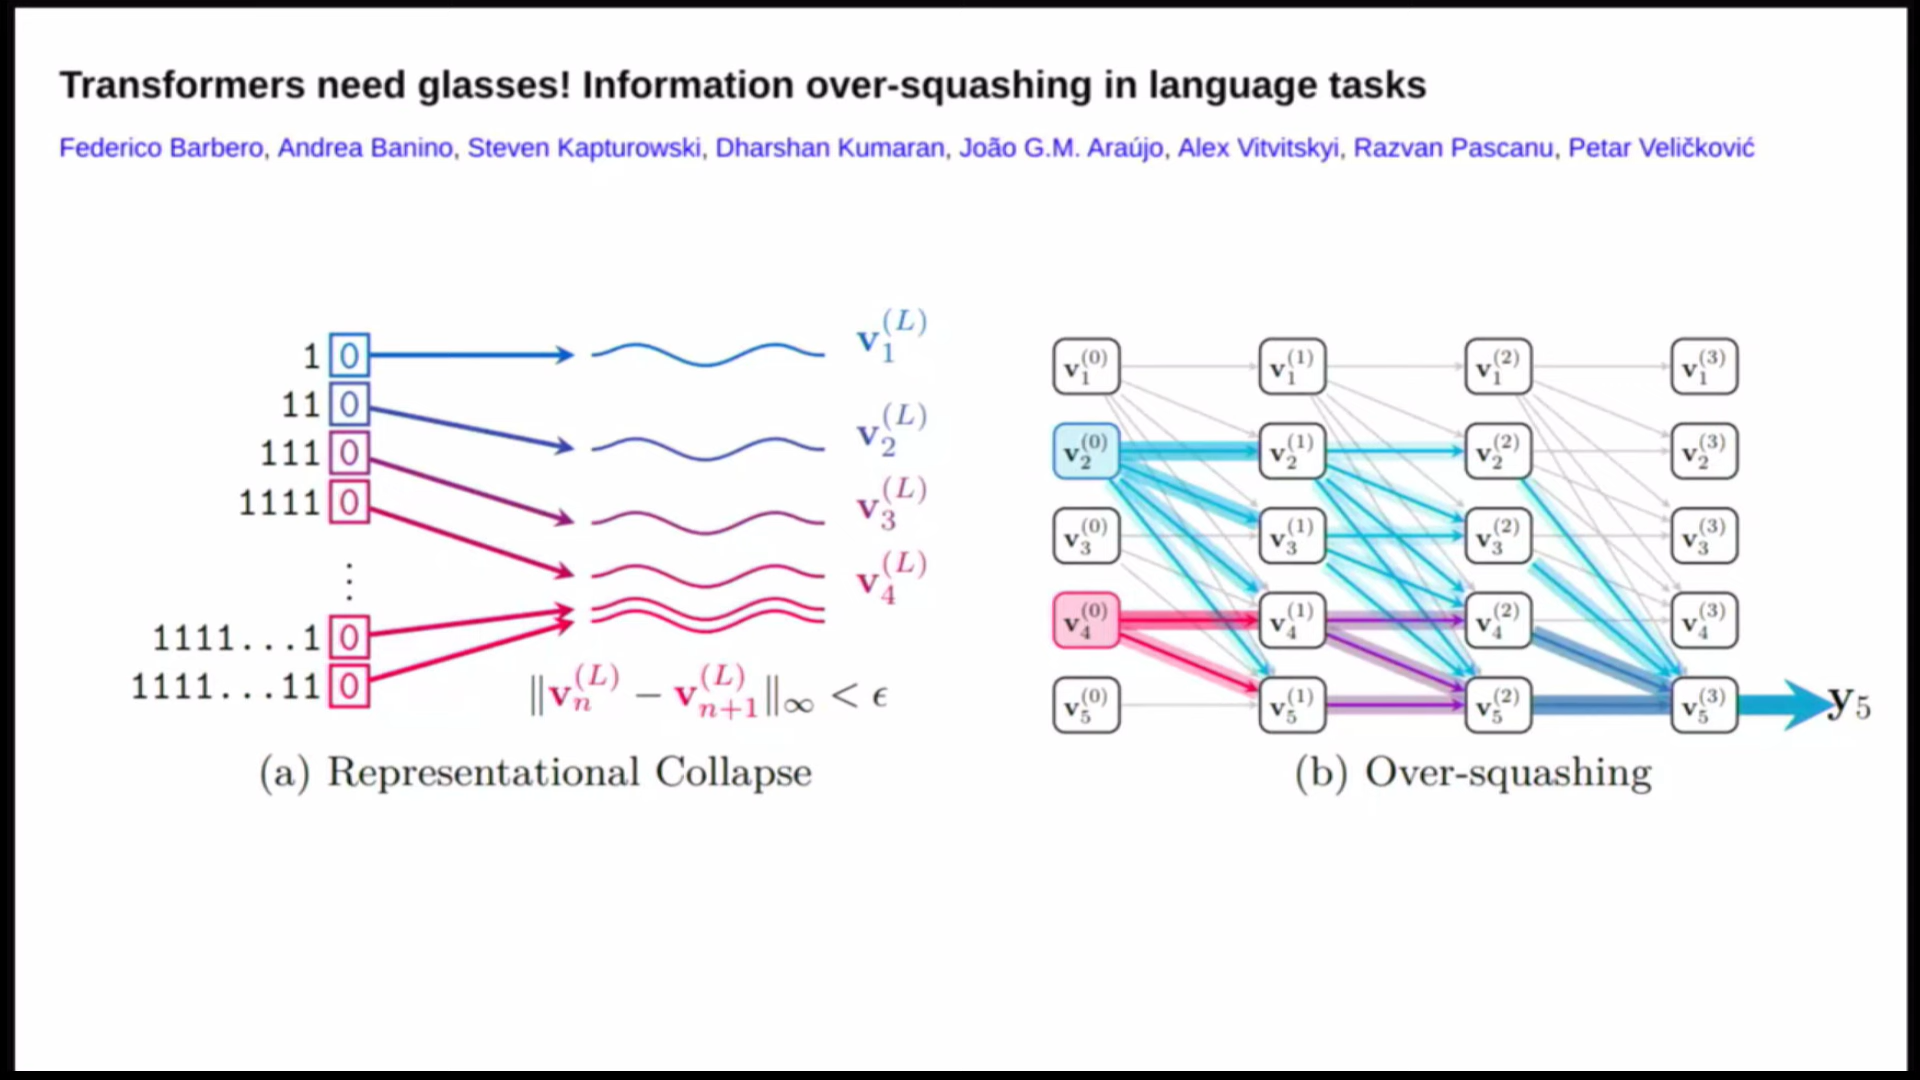 Transformers need glasses! Information over-squashing in language tasks
Federico Barbero, Andrea Banino, Steven Kapturowski, Dharshan Kumaran, João G.M. Araújo, Alex Vitvitskyi, Razvan Pascanu, Petar Veličković
1 0
11 0
111 0
1111 0
⋮
1111...1 0
1111...11 0
v₁^(L)
v₂^(L)
v₃^(L)
v₄^(L)
‖vₙ^(L) − vₙ₊₁^(L)‖∞ < ϵ
(a) Representational Collapse
v₁^(0) v₁^(1) v₁^(2) v₁^(3)
v₂^(0) v₂^(1) v₂^(2) v₂^(3)
v₃^(0) v₃^(1) v₃^(2) v₃^(3)
v₄^(0) v₄^(1) v₄^(2) v₄^(3)
v₅^(0) v₅^(1) v₅^(2) v₅^(3) y₅
(b) Over-squashing